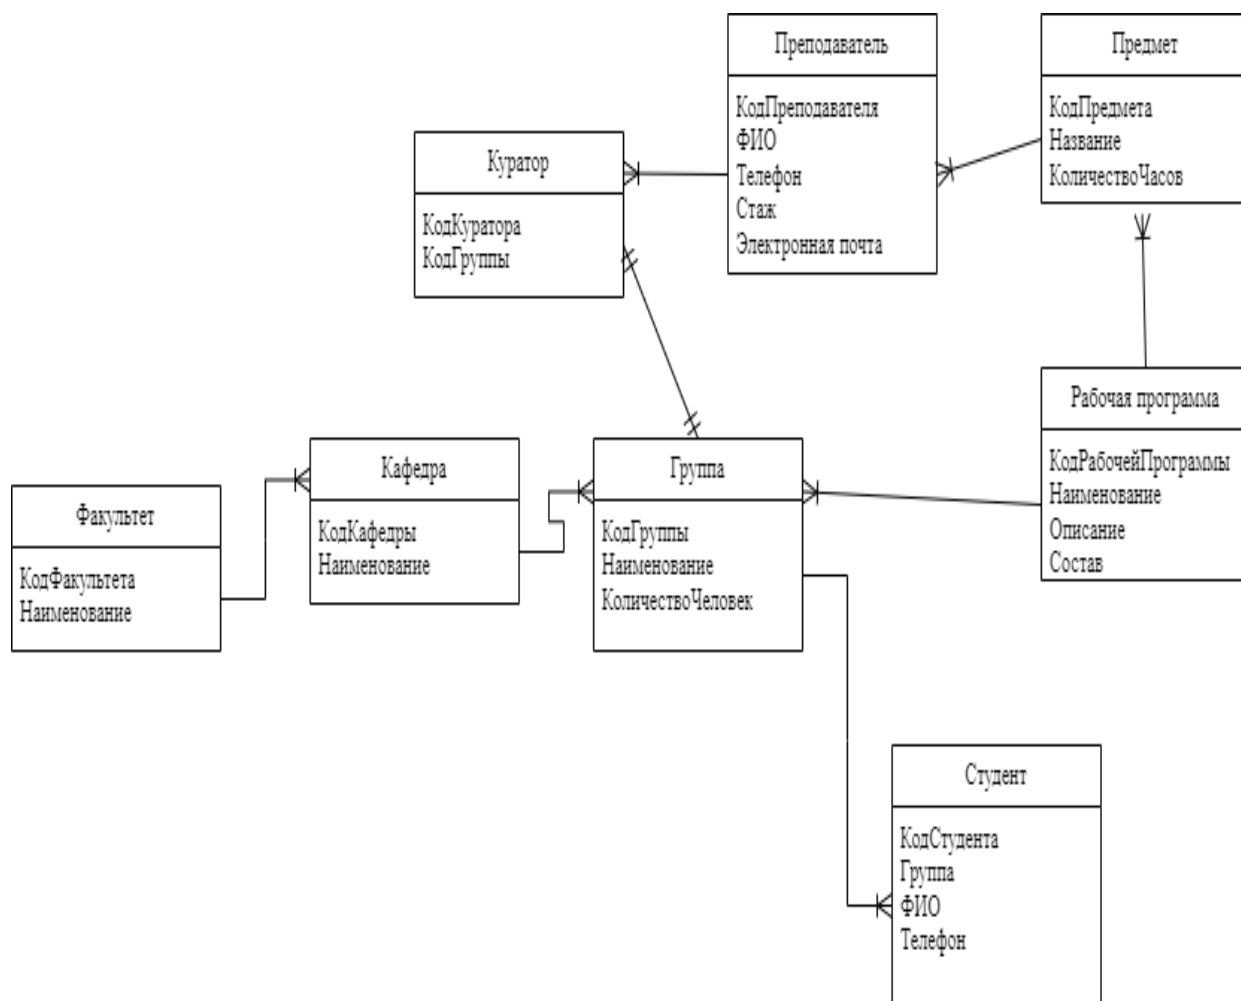 Преподаватель
КодПреподавателя
ФИО
Телефон
Стаж
Электронная почта
Предмет
КодПредмета
Название
КоличествоЧасов
Куратор
КодКуратора
КодГруппы
Рабочая программа
КодРабочейПрограммы
Наименование
Описание
Состав
Факультет
КодФакультета
Наименование
Кафедра
КодКафедры
Наименование
Группа
КодГруппы
Наименование
КоличествоЧеловек
Студент
КодСтудента
Группа
ФИО
Телефон